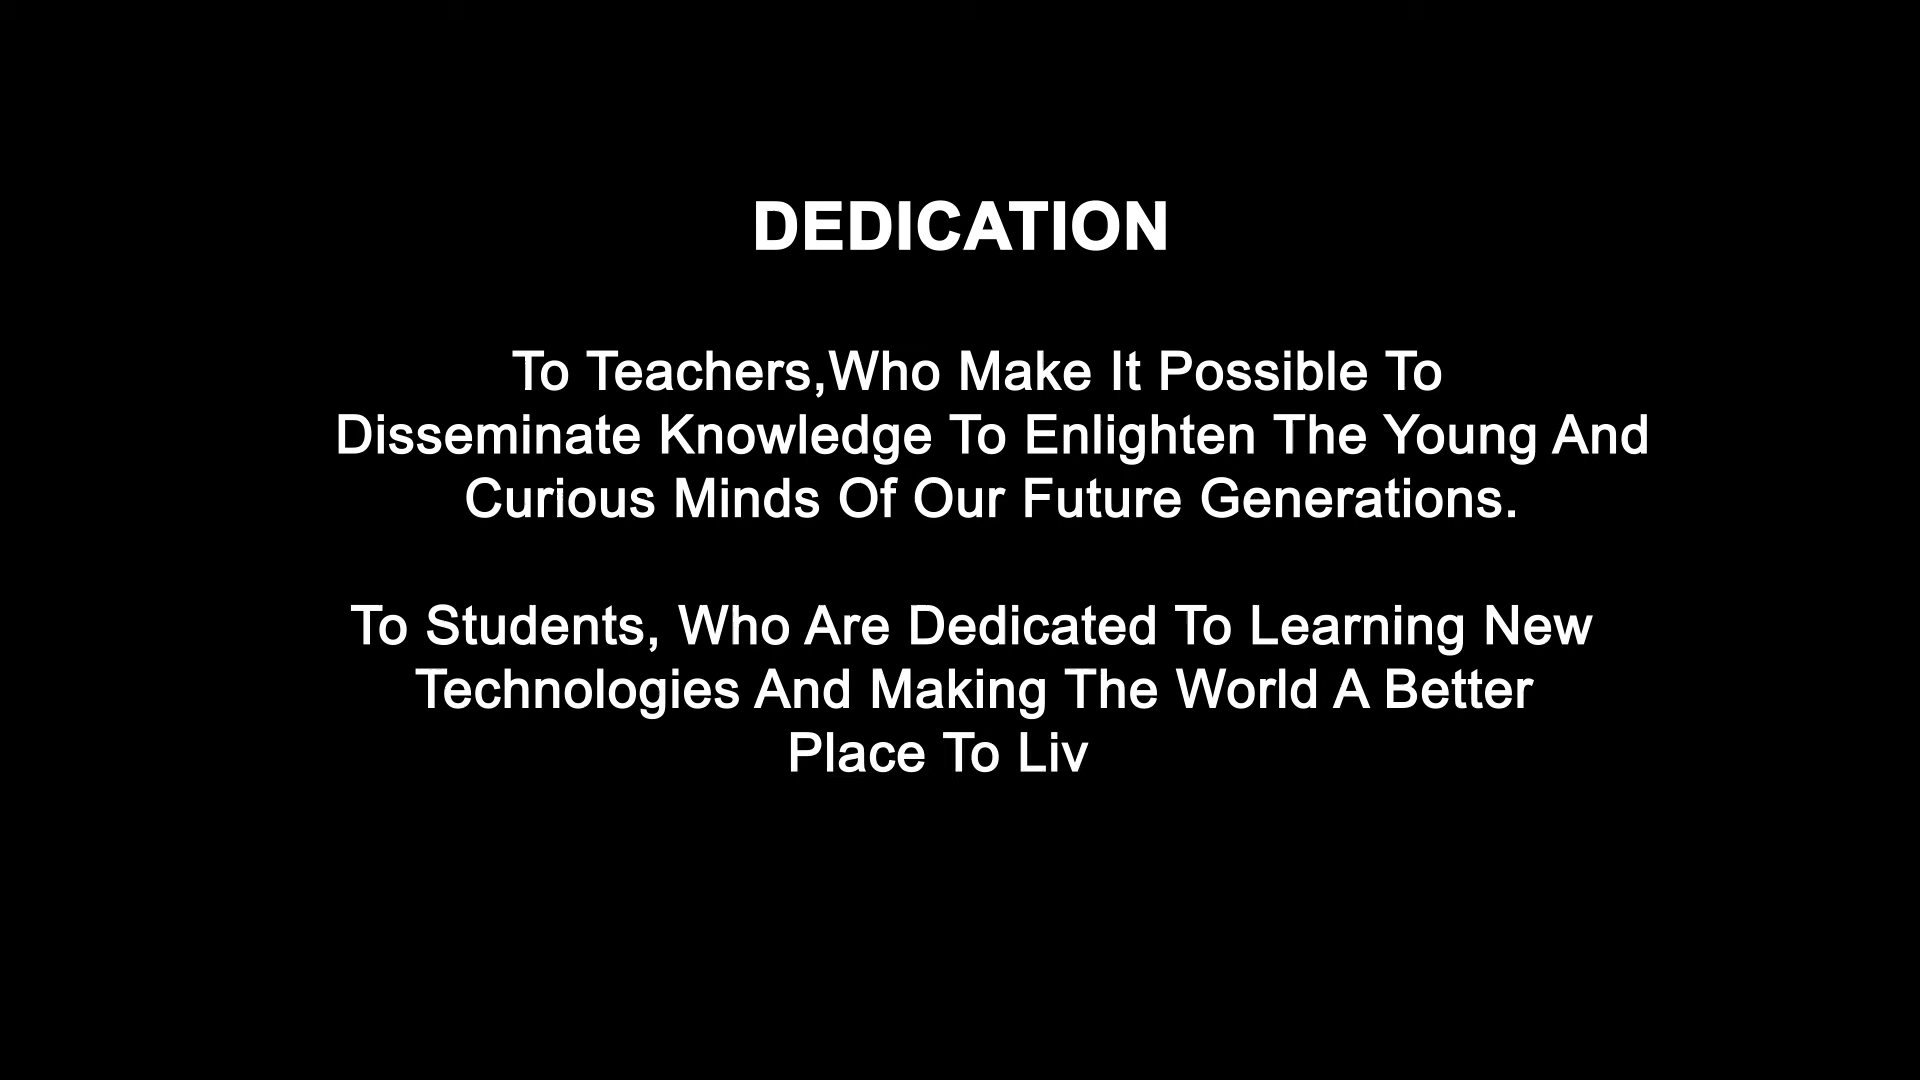 DEDICATION
To Teachers,Who Make It Possible To
Disseminate Knowledge To Enlighten The Young And
Curious Minds Of Our Future Generations.
To Students, Who Are Dedicated To Learning New
Technologies And Making The World A Better
Place To Liv